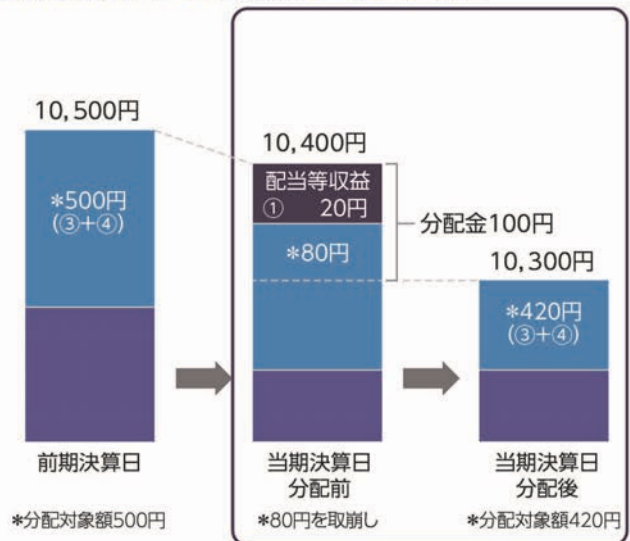 10,500円
*500円
(③+④)
10,400円
配当等収益
① 20円
*80円
分配金100円
10,300円
*420円
(③+④)
前期決算日
当期決算日
分配前
当期決算日
分配後
*分配対象額500円
*80円を取崩し
*分配対象額420円